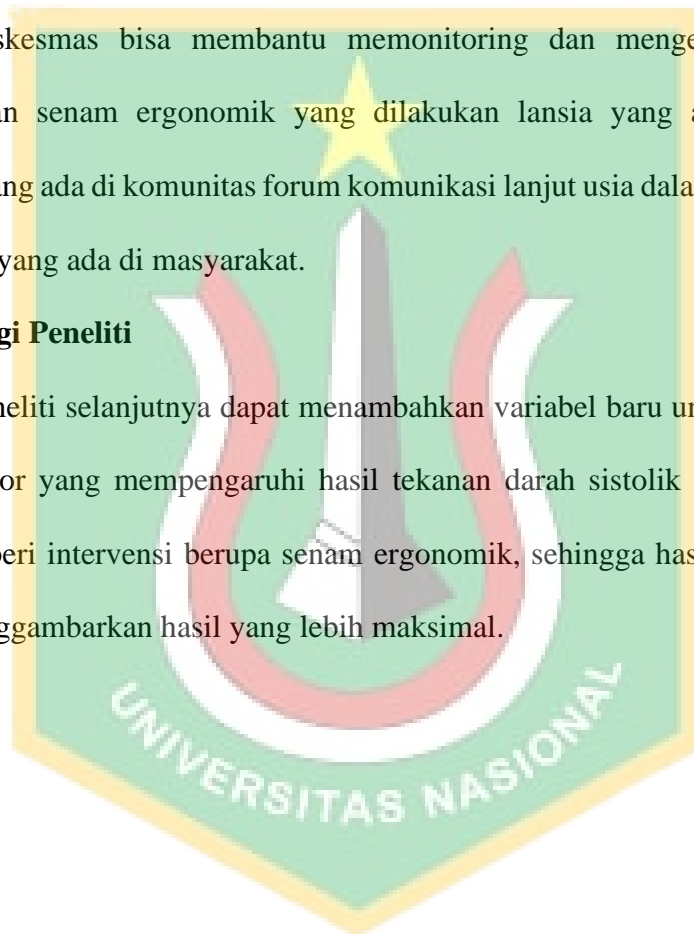 skesmas bisa membantu memonitoring dan menge
n senam ergonomik yang dilakukan lansia yang a
ng ada di komunitas forum komunikasi lanjut usia dala
yang ada di masyarakat.
gi Peneliti
neliti selanjutnya dapat menambahkan variabel baru un
or yang mempengaruhi hasil tekanan darah sistolik
beri intervensi berupa senam ergonomik, sehingga has
ggambarkan hasil yang lebih maksimal.
UNIVERSITAS NASIONAL